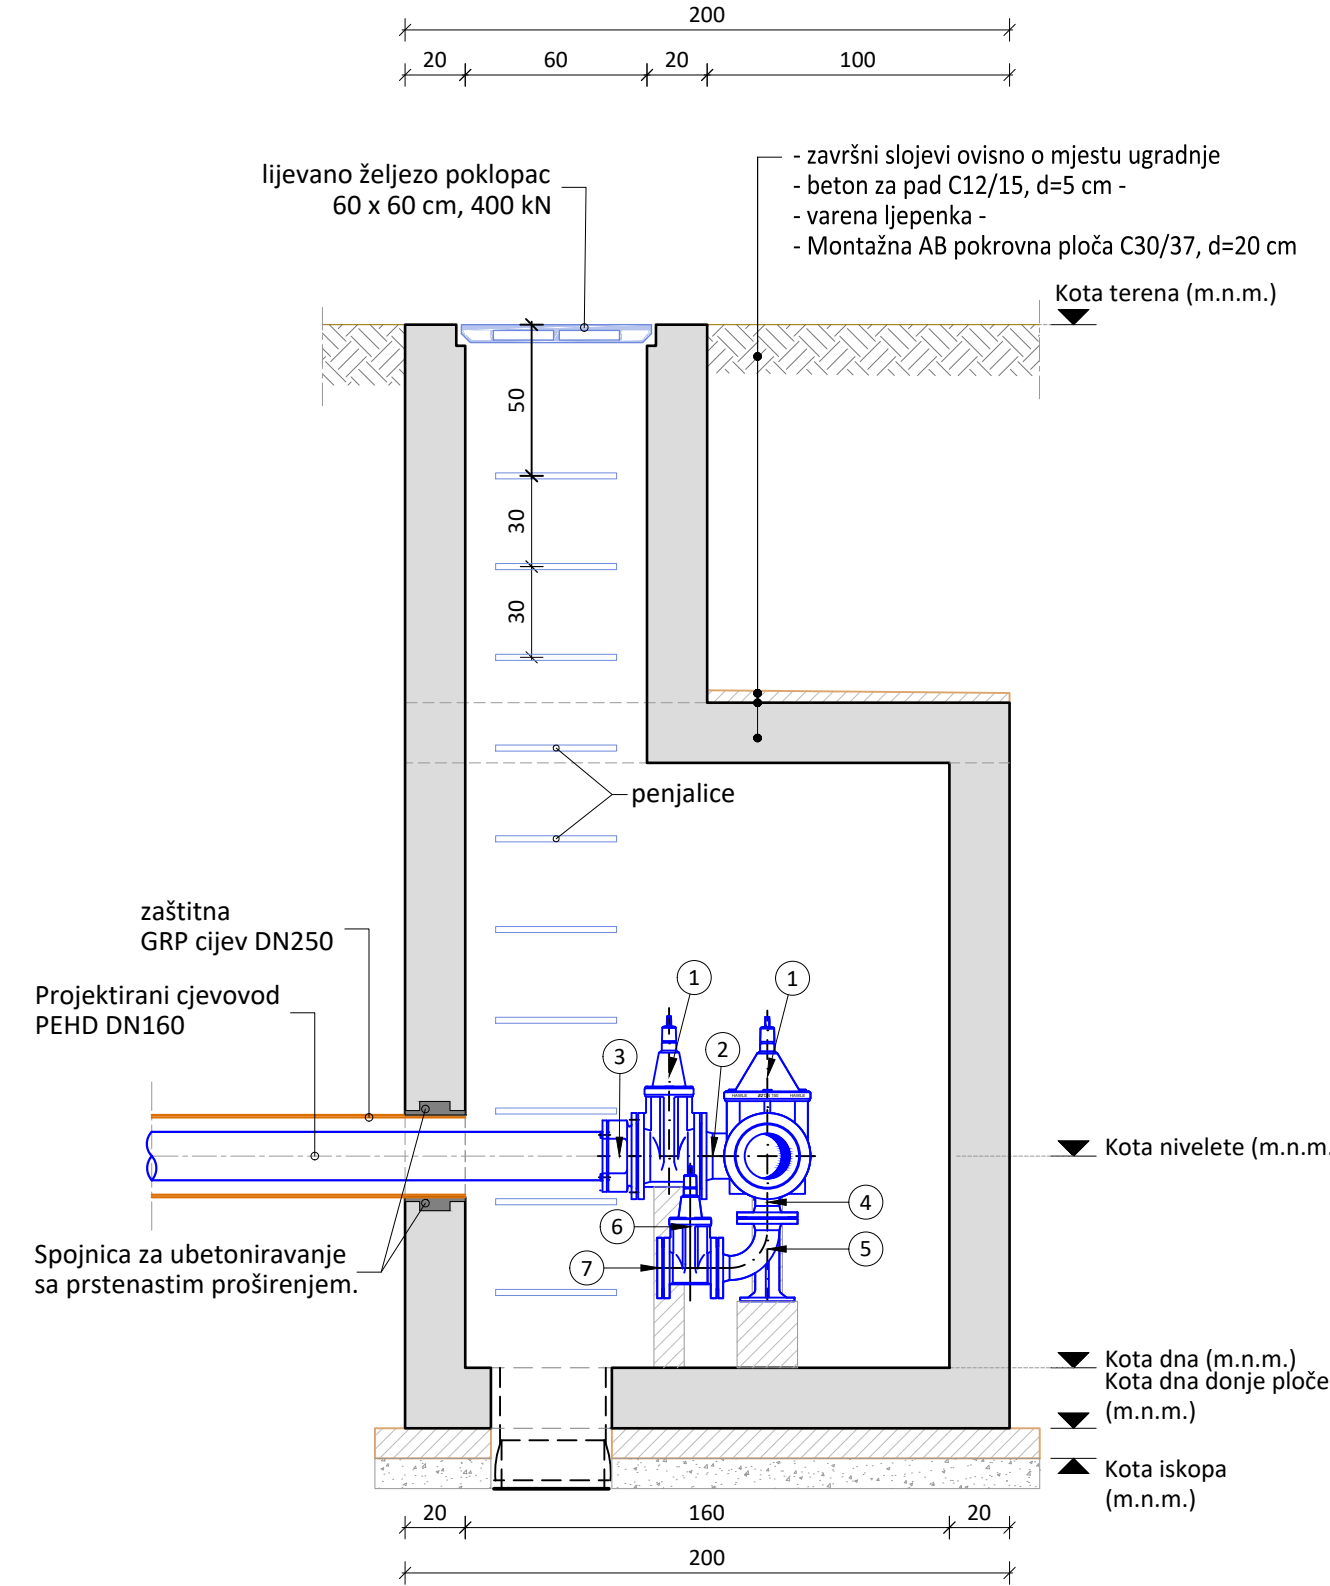 200
20
60
20
100
lijevano željezo poklopac
60 x 60 cm, 400 kN
- završni slojevi ovisno o mjestu ugradnje
- beton za pad C12/15, d=5 cm -
- varena ljepenka -
- Montažna AB pokrovna ploča C30/37, d=20 cm
Kota terena (m.n.m.)
50
30
30
penjalice
zaštitna
GRP cijev DN250
Projektirani cjevovod
PEHD DN160
1
1
3
2
Kota nivelete (m.n.m.
4
6
5
7
Spojnica za ubetoniravanje
sa prstenastim proširenjem.
Kota dna (m.n.m.)
Kota dna donje ploče
(m.n.m.)
Kota iskopa
(m.n.m.)
20
160
20
200